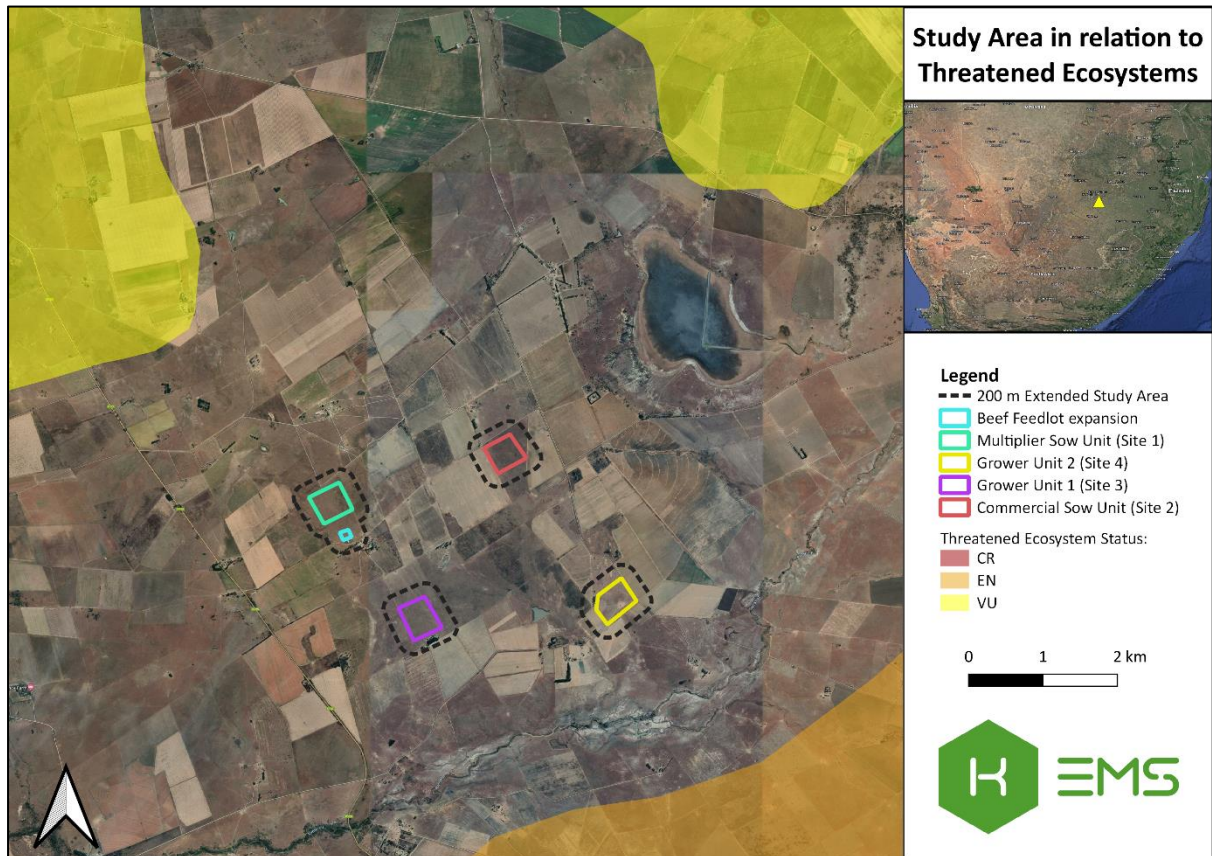 Study Area in relation to
Threatened Ecosystems
Legend
200 m Extended Study Area
Beef Feedlot expansion
Multiplier Sow Unit (Site 1)
Grower Unit 2 (Site 4)
Grower Unit 1 (Site 3)
Commercial Sow Unit (Site 2)
Threatened Ecosystem Status:
CR
EN
VU
0 1 2 km
K EMS